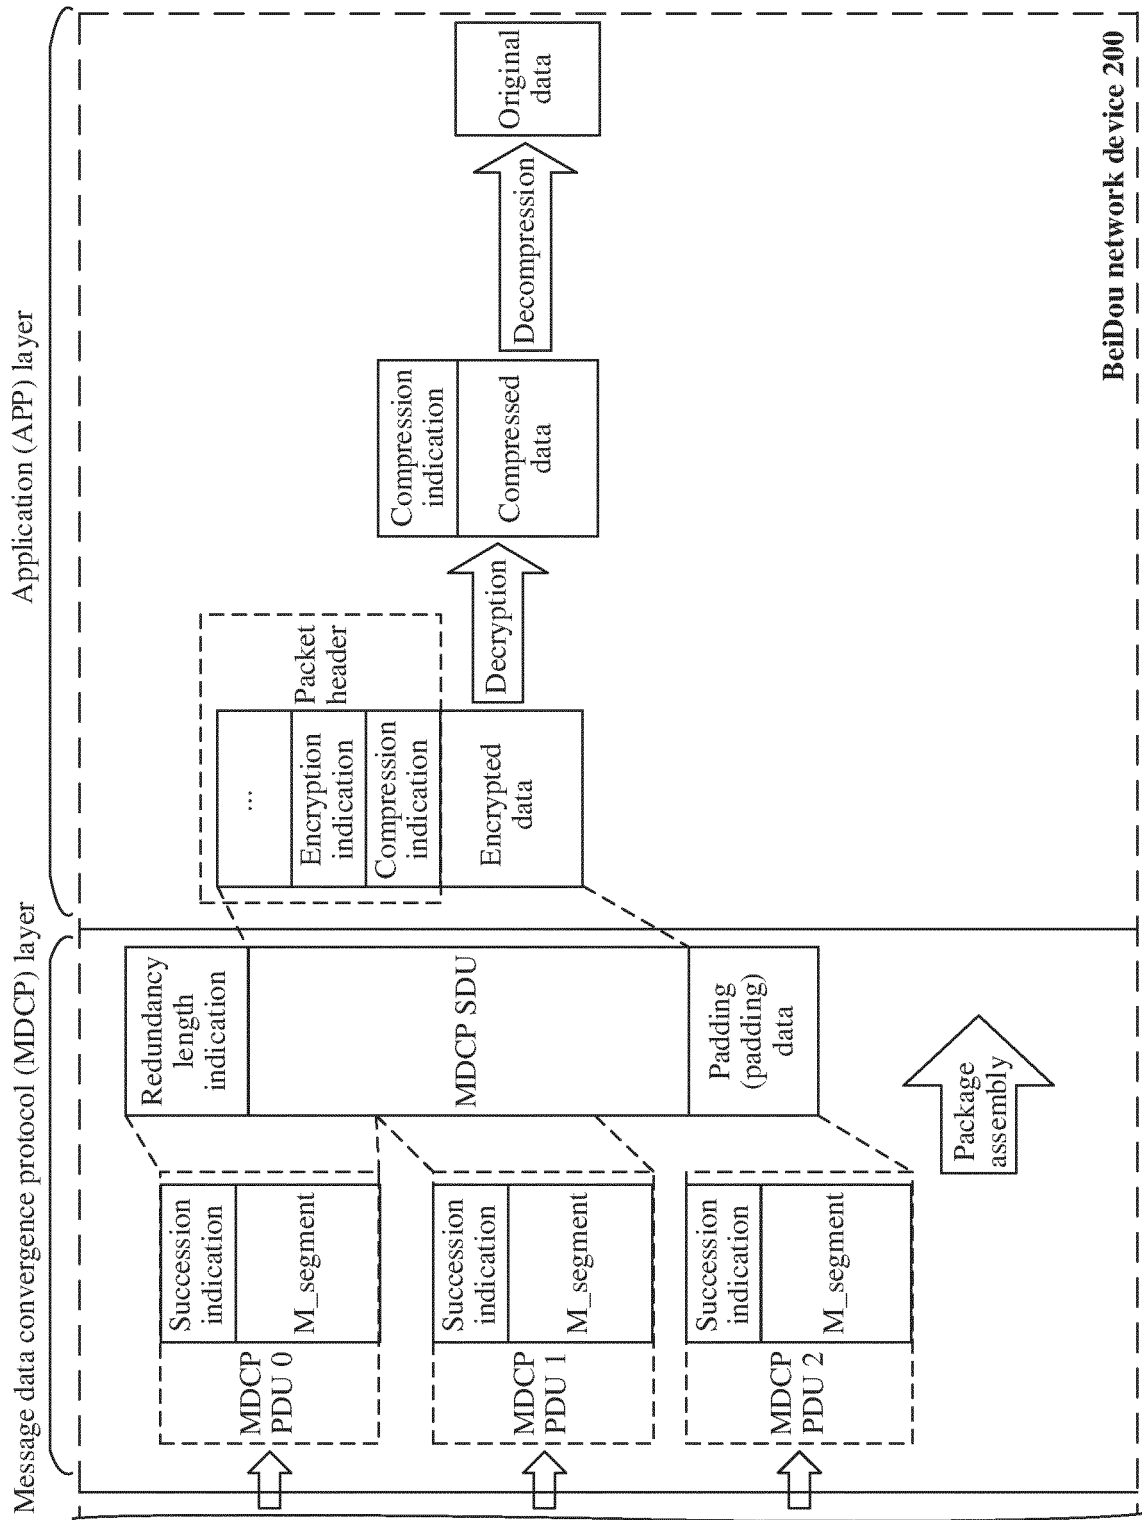 Message data convergence protocol (MDCP) layer
Application (APP) layer
MDCP
PDU 0
Succession
indication
M_segment
MDCP
PDU 1
Succession
indication
M_segment
MDCP
PDU 2
Succession
indication
M_segment
Package
assembly
Redundancy
length
indication
MDCP SDU
Padding
(padding)
data
...
Encryption
indication
Compression
indication
Encrypted
data
Packet
header
Decryption
Compression
indication
Compressed
data
Decompression
Original
data
BeiDou network device 200